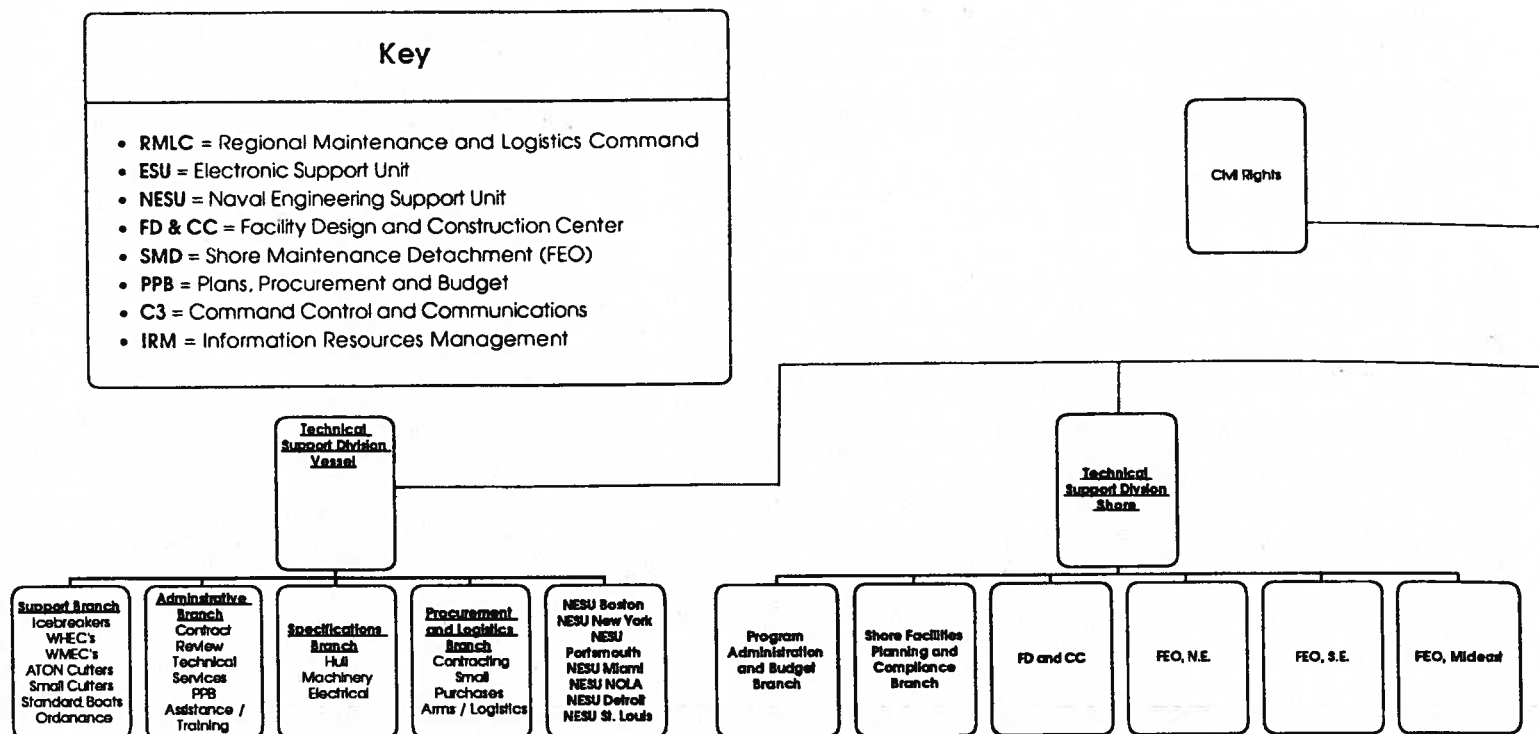 Key
• RMLC = Regional Maintenance and Logistics Command
• ESU = Electronic Support Unit
• NESU = Naval Engineering Support Unit
• FD & CC = Facility Design and Construction Center
• SMD = Shore Maintenance Detachment (FEO)
• PPB = Plans, Procurement and Budget
• C3 = Command Control and Communications
• IRM = Information Resources Management
Civil Rights
Technical
Support Division
Vessel
Technical
Support Divsion
Shore
Support Branch
Icebreakers
WHEC's
WMEC's
ATON Cutters
Small Cutters
Standard Boats
Ordanance
Adminstrative
Branch
Contract
Review
Technical
Services
PPB
Assistance /
Training
Specifications
Branch
Hull
Machinery
Electrical
Procurement
and Logistics
Branch
Contracting
Small
Purchases
Arms / Logistics
NESU Boston
NESU New York
NESU
Portsmouth
NESU Miami
NESU NOLA
NESU Detroit
NESU St. Louis
Program
Administration
and Budget
Branch
Shore Facilities
Planning and
Compliance
Branch
FD and CC
FEO, N.E.
FEO, S.E.
FEO, Mideast